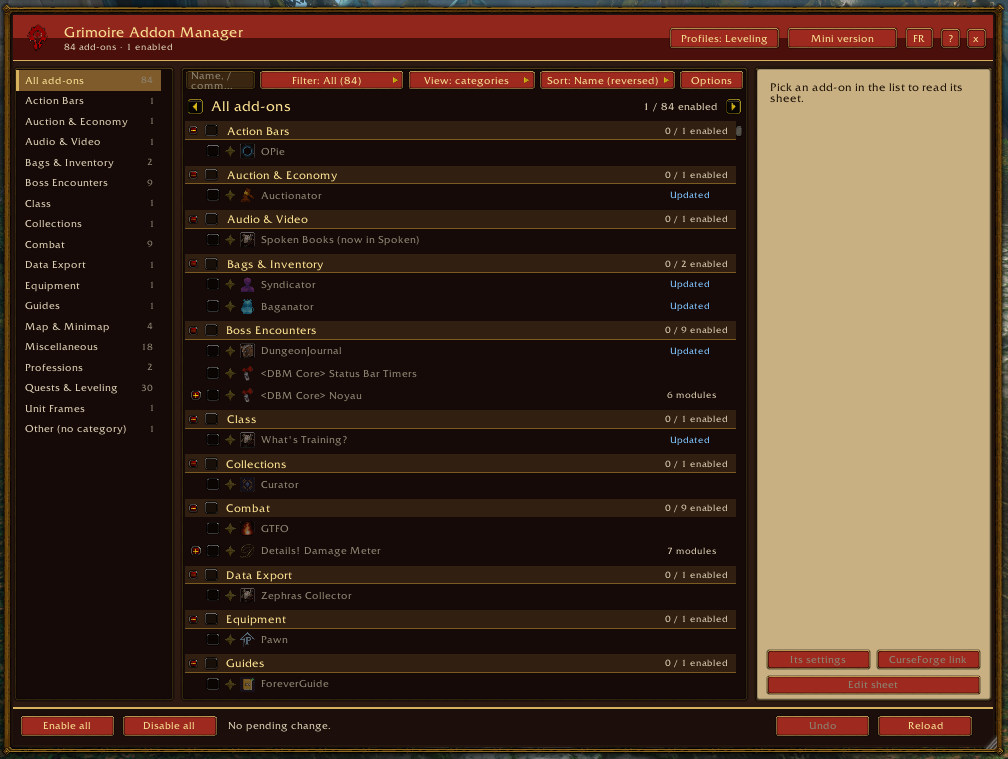 Grimoire Addon Manager
84 add-ons · 1 enabled
Profiles: Leveling
Mini version
FR
?
x
All add-ons 84
Action Bars 1
Auction & Economy 1
Audio & Video 1
Bags & Inventory 2
Boss Encounters 9
Class 1
Collections 1
Combat 9
Data Export 1
Equipment 1
Guides 1
Map & Minimap 4
Miscellaneous 18
Professions 2
Quests & Leveling 30
Unit Frames 1
Other (no category) 1
Name, /
comm...
Filter: All (84)
View: categories
Sort: Name (reversed)
Options
All add-ons 1 / 84 enabled
Action Bars 0 / 1 enabled
OPie
Auction & Economy 0 / 1 enabled
Auctionator Updated
Audio & Video 0 / 1 enabled
Spoken Books (now in Spoken)
Bags & Inventory 0 / 2 enabled
Syndicator Updated
Baganator Updated
Boss Encounters 0 / 9 enabled
DungeonJournal Updated
<DBM Core> Status Bar Timers
<DBM Core> Noyau 6 modules
Class 0 / 1 enabled
What's Training? Updated
Collections 0 / 1 enabled
Curator
Combat 0 / 9 enabled
GTFO
Details! Damage Meter 7 modules
Data Export 0 / 1 enabled
Zephras Collector
Equipment 0 / 1 enabled
Pawn
Guides 0 / 1 enabled
ForeverGuide
Pick an add-on in the list to read its
sheet.
Its settings
CurseForge link
Edit sheet
Enable all
Disable all
No pending change.
Undo
Reload